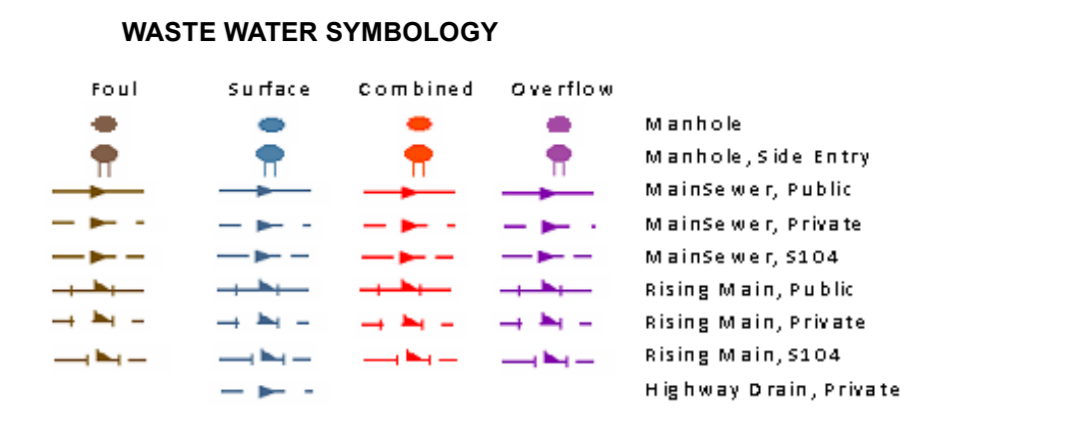 WASTE WATER SYMBOLOGY
Foul Surface Combined Overflow
Manhole
Manhole, Side Entry
MainSewer, Public
MainSewer, Private
MainSewer, S104
Rising Main, Public
Rising Main, Private
Rising Main, S104
Highway Drain, Private